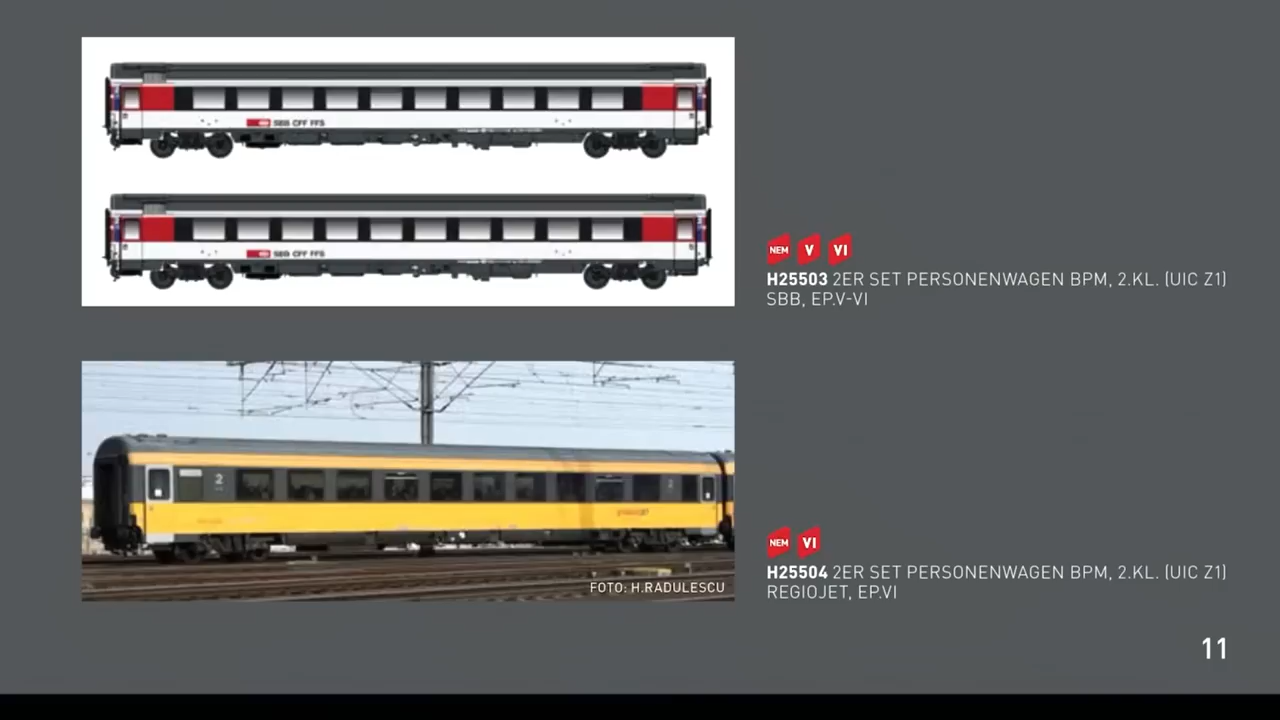 SBB CFF FFS
SBB CFF FFS
NEM V VI
H25503 2ER SET PERSONENWAGEN BPM, 2.KL. (UIC Z1)
SBB, EP.V-VI
2
2
FOTO: H.RADULESCU
NEM VI
H25504 2ER SET PERSONENWAGEN BPM, 2.KL. (UIC Z1)
REGIOJET, EP.VI
11